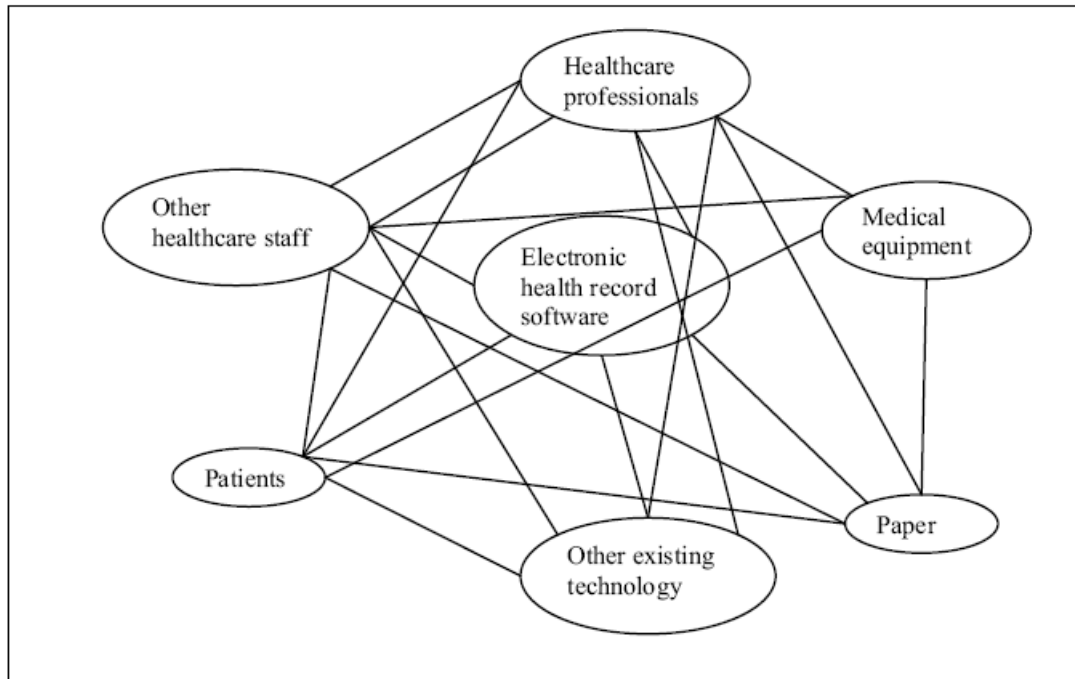 Healthcare
professionals
Other
healthcare staff
Medical
equipment
Electronic
health record
software
Patients
Paper
Other existing
technology